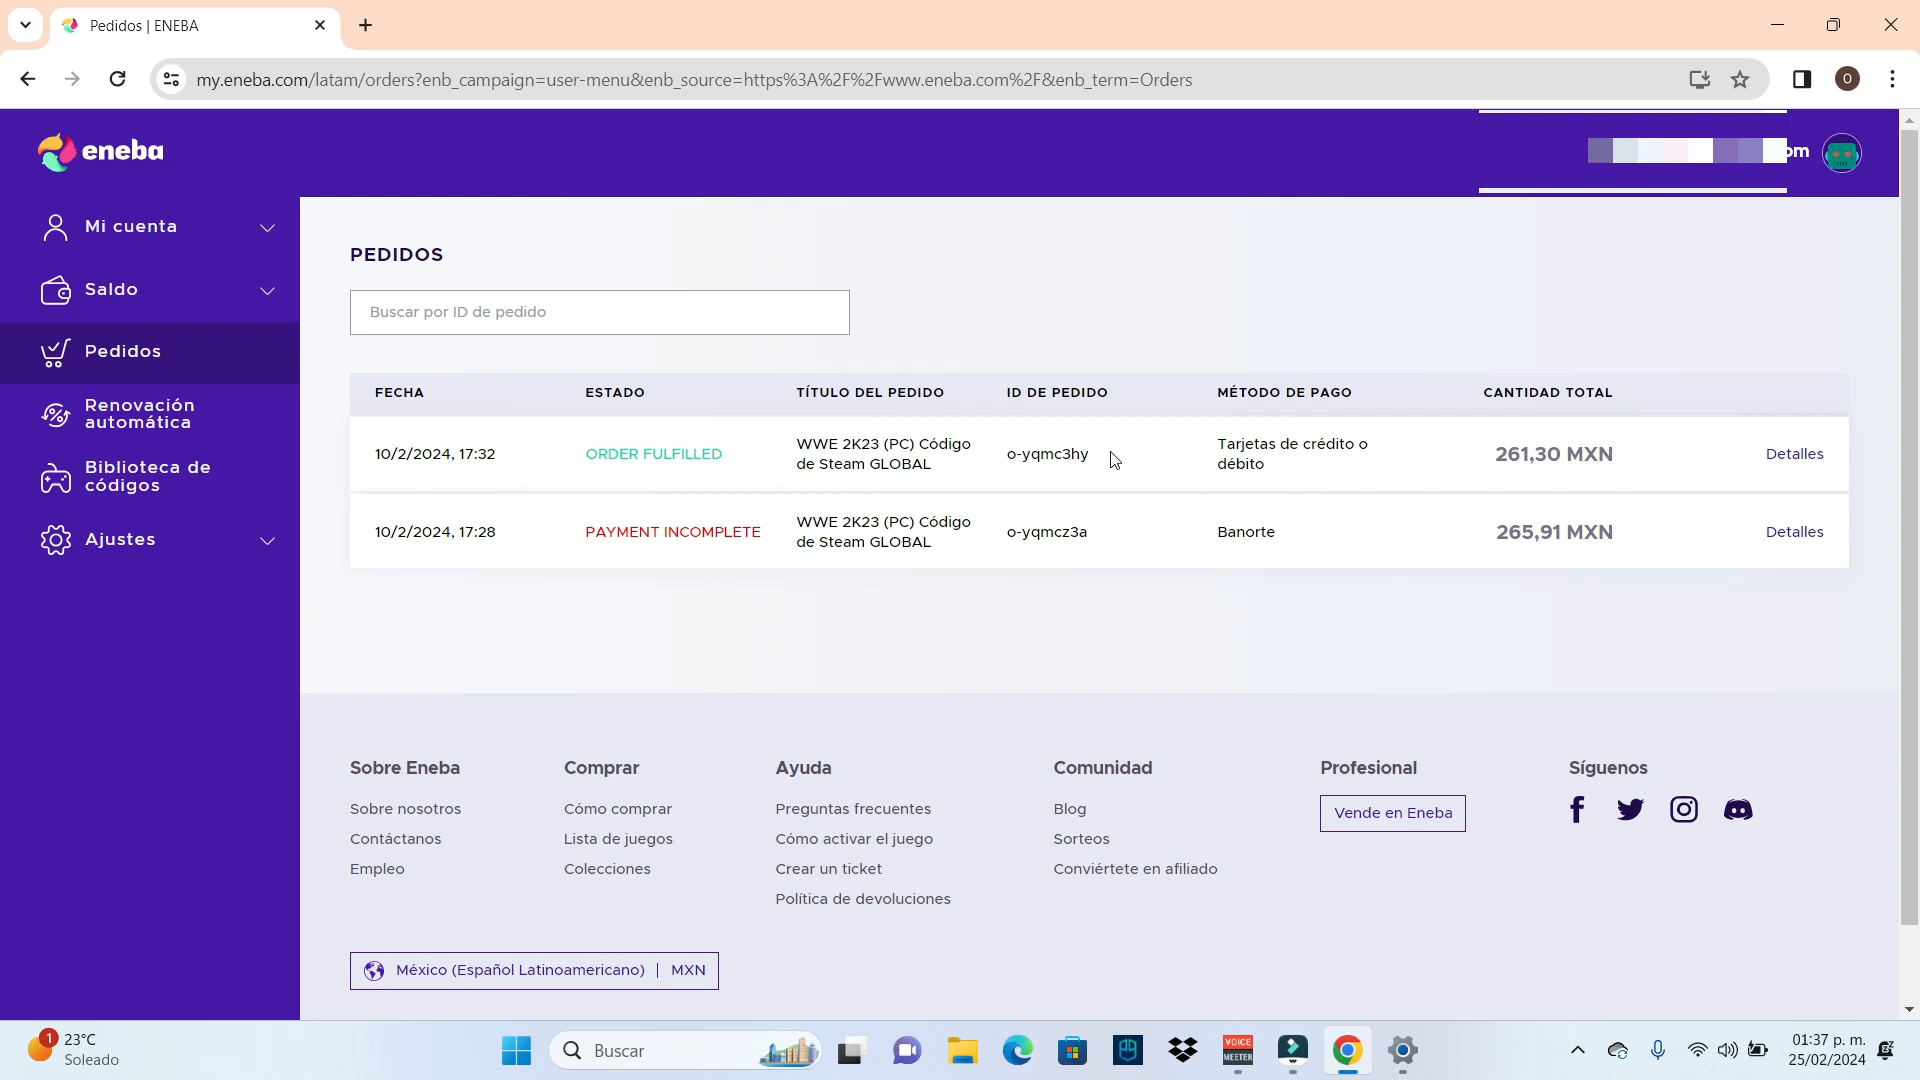 Pedidos | ENEBA
my.eneba.com/latam/orders?enb_campaign=user-menu&enb_source=https%3A%2F%2Fwww.eneba.com%2F&enb_term=Orders
O
eneba
om
Mi cuenta
Saldo
Pedidos
Renovación
automática
Biblioteca de
códigos
Ajustes
PEDIDOS
Buscar por ID de pedido
FECHA ESTADO TÍTULO DEL PEDIDO ID DE PEDIDO MÉTODO DE PAGO CANTIDAD TOTAL
10/2/2024, 17:32 ORDER FULFILLED WWE 2K23 (PC) Código de Steam GLOBAL o-yqmc3hy Tarjetas de crédito o débito 261,30 MXN Detalles
10/2/2024, 17:28 PAYMENT INCOMPLETE WWE 2K23 (PC) Código de Steam GLOBAL o-yqmcz3a Banorte 265,91 MXN Detalles
Sobre Eneba
Sobre nosotros
Contáctanos
Empleo
Comprar
Cómo comprar
Lista de juegos
Colecciones
Ayuda
Preguntas frecuentes
Cómo activar el juego
Crear un ticket
Política de devoluciones
Comunidad
Blog
Sorteos
Conviértete en afiliado
Profesional
Vende en Eneba
Síguenos
México (Español Latinoamericano) | MXN
1
23°C
Soleado
Buscar
VOICE
MEETER
01:37 p. m.
25/02/2024